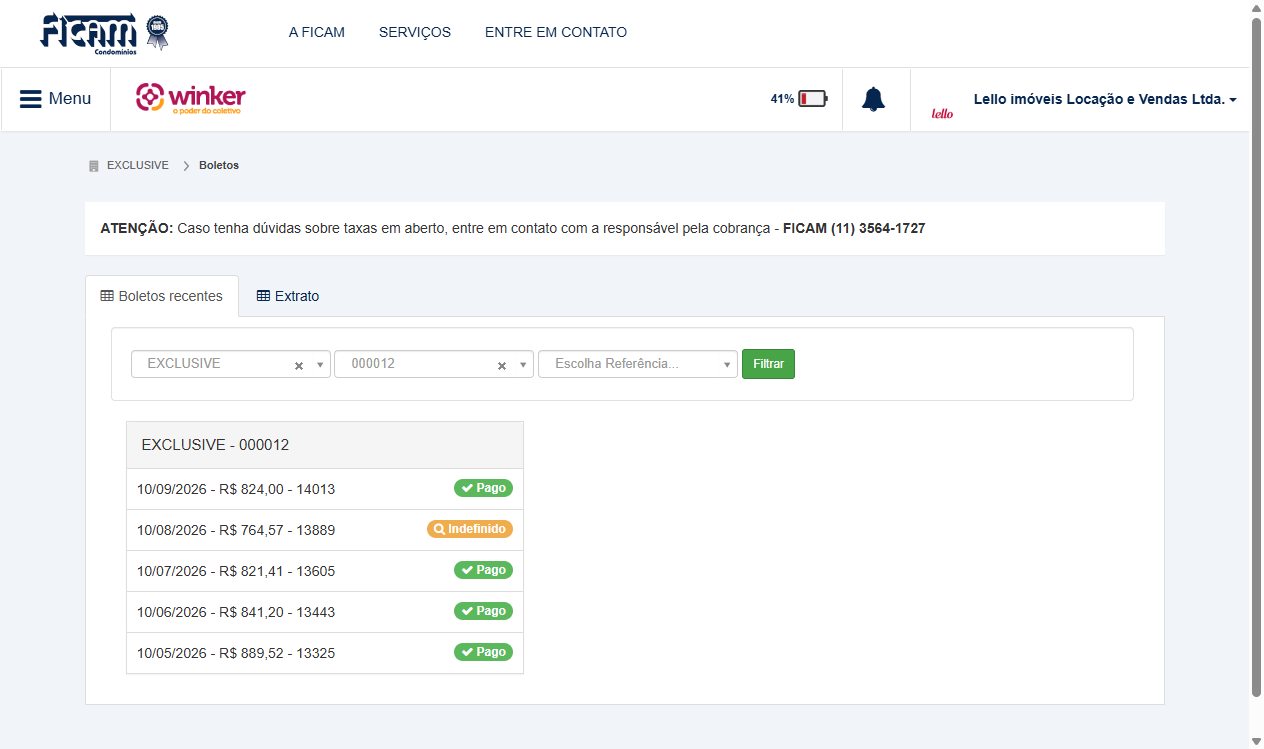 FICAM
DESDE 1985
Condomínios
A FICAM SERVIÇOS ENTRE EM CONTATO
Menu
winker
o poder do coletivo
41%
lello
Lello imóveis Locação e Vendas Ltda.
EXCLUSIVE > Boletos
ATENÇÃO: Caso tenha dúvidas sobre taxas em aberto, entre em contato com a responsável pela cobrança - FICAM (11) 3564-1727
Boletos recentes Extrato
EXCLUSIVE × 000012 × Escolha Referência... Filtrar
EXCLUSIVE - 000012
10/09/2026 - R$ 824,00 - 14013 Pago
10/08/2026 - R$ 764,57 - 13889 Indefinido
10/07/2026 - R$ 821,41 - 13605 Pago
10/06/2026 - R$ 841,20 - 13443 Pago
10/05/2026 - R$ 889,52 - 13325 Pago